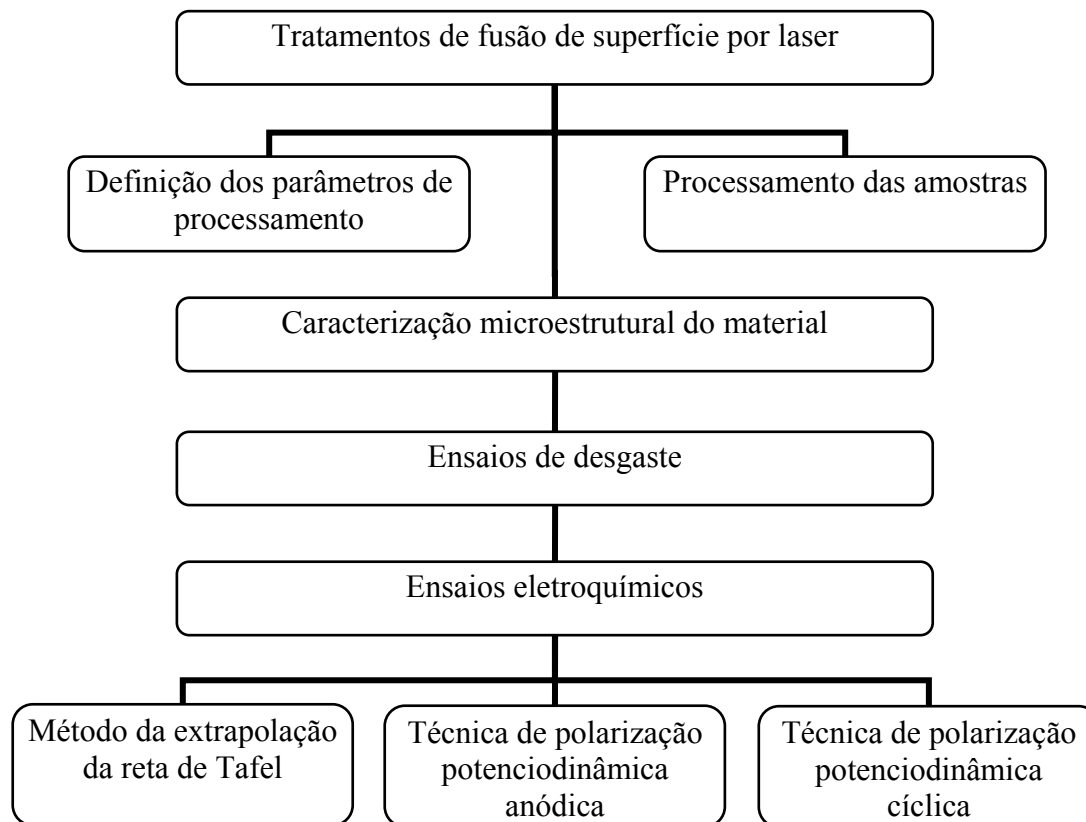 Tratamentos de fusão de superfície por laser
Definição dos parâmetros de
processamento
Processamento das amostras
Caracterização microestrutural do material
Ensaios de desgaste
Ensaios eletroquímicos
Método da extrapolação
da reta de Tafel
Técnica de polarização
potenciodinâmica
anódica
Técnica de polarização
potenciodinâmica
cíclica